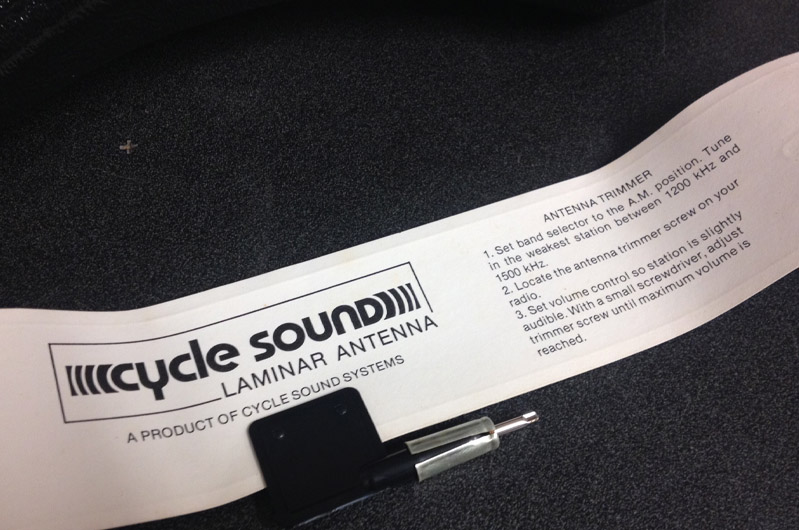 cycle sound
LAMINAR ANTENNA
A PRODUCT OF CYCLE SOUND SYSTEMS
ANTENNA TRIMMER
1. Set band selector to the A.M. position. Tune
in the weakest station between 1200 kHz and
1500 kHz.
2. Locate the antenna trimmer screw on your
radio.
3. Set volume control so station is slightly
audible. With a small screwdriver, adjust
trimmer screw until maximum volume is
reached.